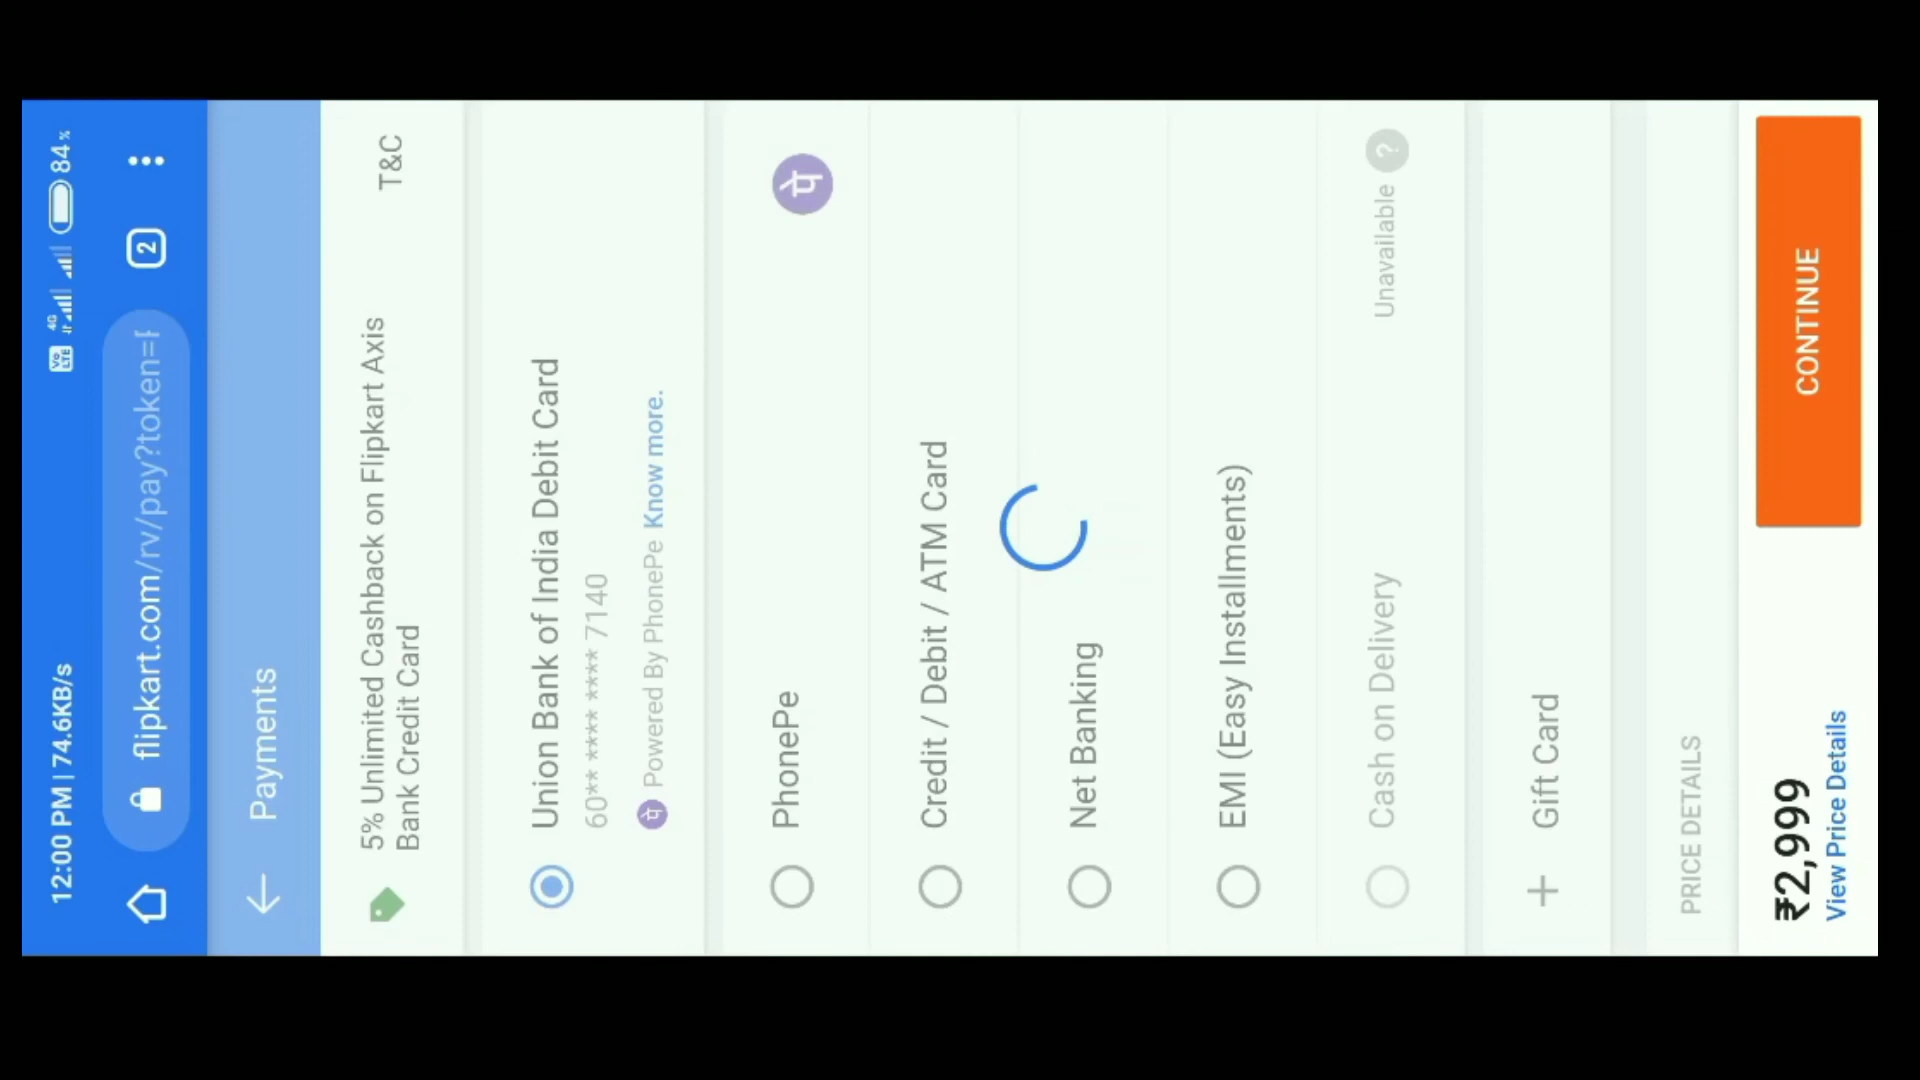 12:00 PM | 74.6KB/s
Vo LTE 4G 84%
flipkart.com/rv/pay?token=
2
Payments
5% Unlimited Cashback on Flipkart Axis
Bank Credit Card
T&C
Union Bank of India Debit Card
60** **** **** 7140
पे Powered By PhonePe Know more.
PhonePe
पे
Credit / Debit / ATM Card
Net Banking
EMI (Easy Installments)
Cash on Delivery
Unavailable ?
Gift Card
PRICE DETAILS
₹2,999
View Price Details
CONTINUE